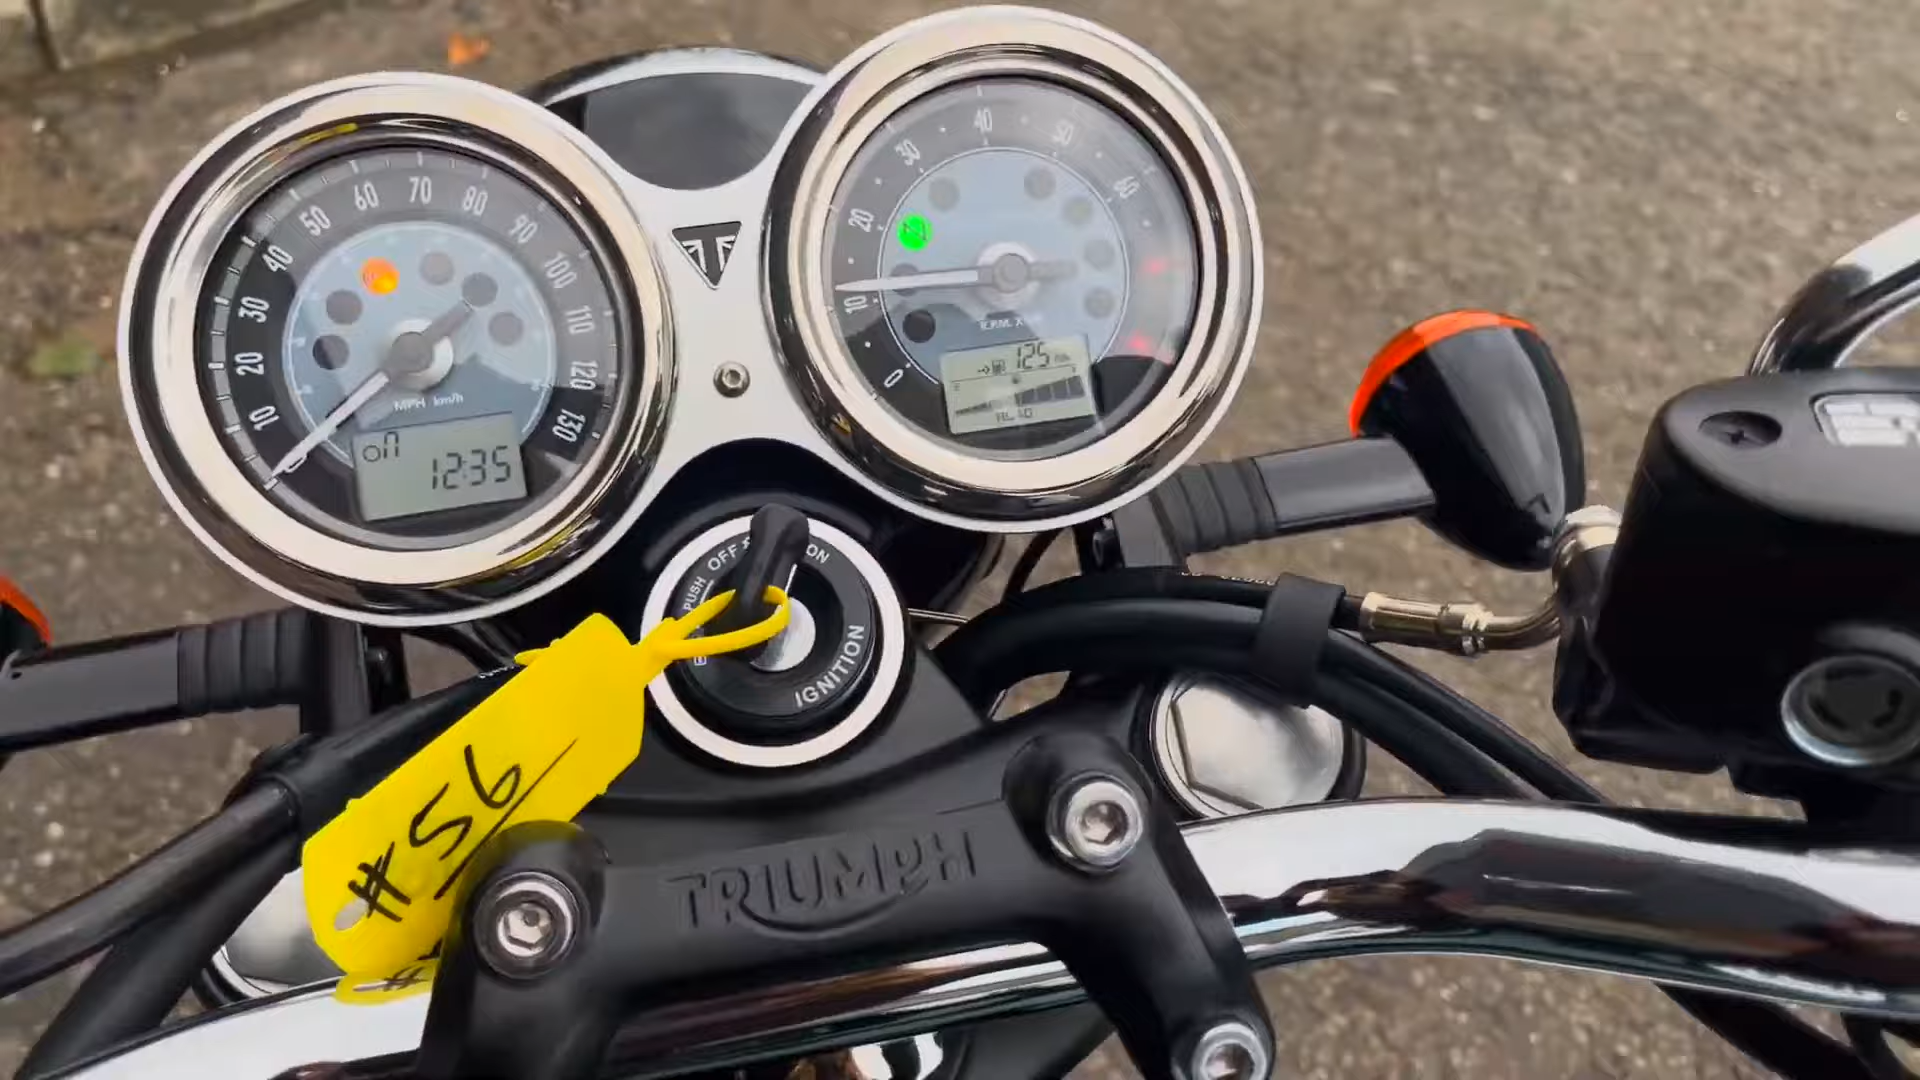 10 20 30 40 50 60 70 80 90 100 110 120 130
MPH km/h
on
12:35
0 10 20 30 40 50 60
125
PUSH OFF ON
IGNITION
#56
TRIUMPH